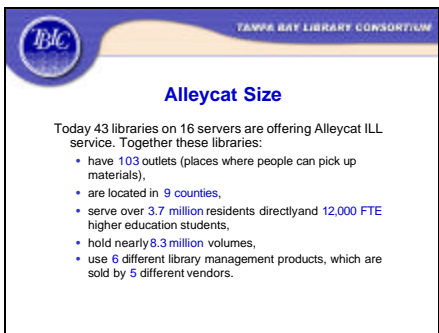 TBLC
TAMPA BAY LIBRARY CONSORTIUM
Alleycat Size
Today 43 libraries on 16 servers are offering Alleycat ILL
service. Together these libraries:
• have 103 outlets (places where people can pick up
materials),
• are located in 9 counties,
• serve over 3.7 million residents directlyand 12,000 FTE
higher education students,
• hold nearly8.3 million volumes,
• use 6 different library management products, which are
sold by 5 different vendors.